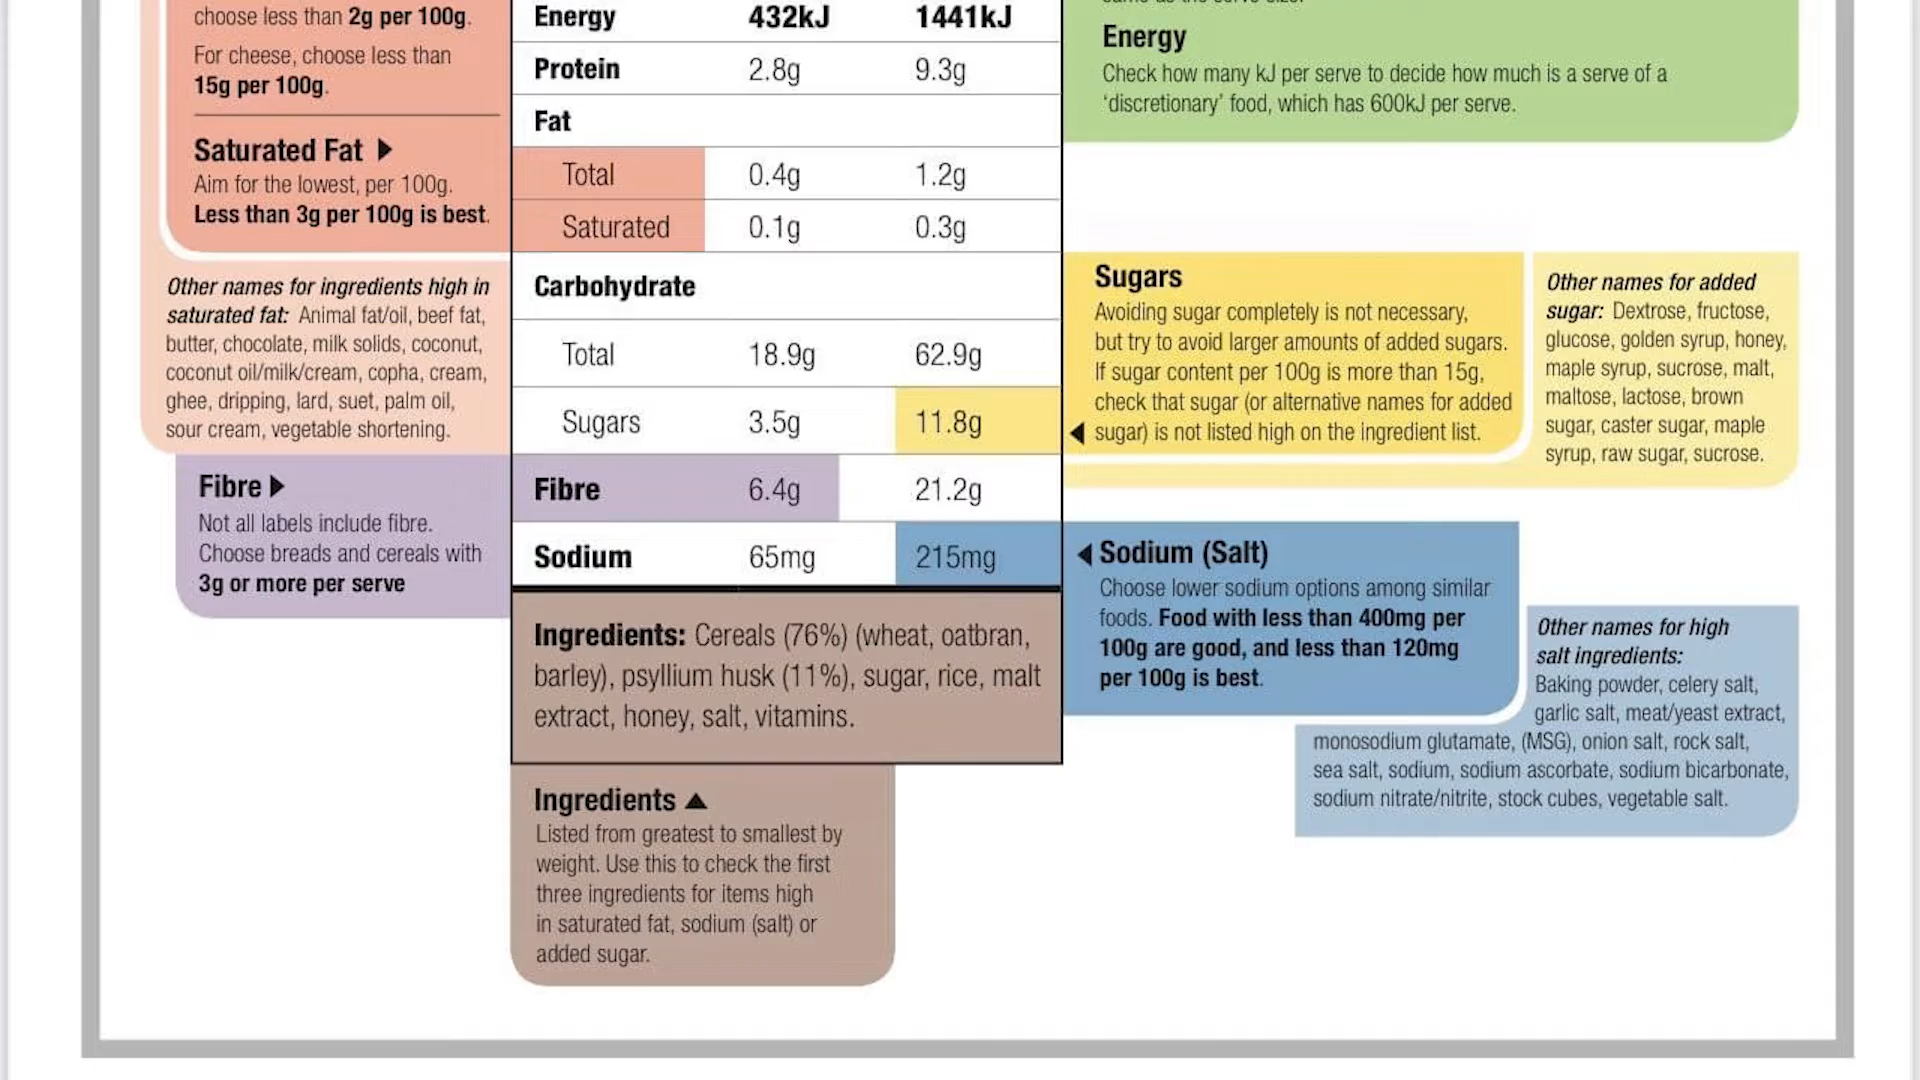 choose less than 2g per 100g.
For cheese, choose less than
15g per 100g.
Saturated Fat ▶
Aim for the lowest, per 100g.
Less than 3g per 100g is best.
Other names for ingredients high in
saturated fat: Animal fat/oil, beef fat,
butter, chocolate, milk solids, coconut,
coconut oil/milk/cream, copha, cream,
ghee, dripping, lard, suet, palm oil,
sour cream, vegetable shortening.
Fibre ▶
Not all labels include fibre.
Choose breads and cereals with
3g or more per serve
Energy 432kJ 1441kJ
Protein 2.8g 9.3g
Fat
Total 0.4g 1.2g
Saturated 0.1g 0.3g
Carbohydrate
Total 18.9g 62.9g
Sugars 3.5g 11.8g
Fibre 6.4g 21.2g
Sodium 65mg 215mg
Ingredients: Cereals (76%) (wheat, oatbran,
barley), psyllium husk (11%), sugar, rice, malt
extract, honey, salt, vitamins.
Ingredients ▲
Listed from greatest to smallest by
weight. Use this to check the first
three ingredients for items high
in saturated fat, sodium (salt) or
added sugar.
same as the serve size.
Energy
Check how many kJ per serve to decide how much is a serve of a
‘discretionary’ food, which has 600kJ per serve.
Sugars
Avoiding sugar completely is not necessary,
but try to avoid larger amounts of added sugars.
If sugar content per 100g is more than 15g,
check that sugar (or alternative names for added
◀ sugar) is not listed high on the ingredient list.
Other names for added
sugar: Dextrose, fructose,
glucose, golden syrup, honey,
maple syrup, sucrose, malt,
maltose, lactose, brown
sugar, caster sugar, maple
syrup, raw sugar, sucrose.
◀ Sodium (Salt)
Choose lower sodium options among similar
foods. Food with less than 400mg per
100g are good, and less than 120mg
per 100g is best.
Other names for high
salt ingredients:
Baking powder, celery salt,
garlic salt, meat/yeast extract,
monosodium glutamate, (MSG), onion salt, rock salt,
sea salt, sodium, sodium ascorbate, sodium bicarbonate,
sodium nitrate/nitrite, stock cubes, vegetable salt.